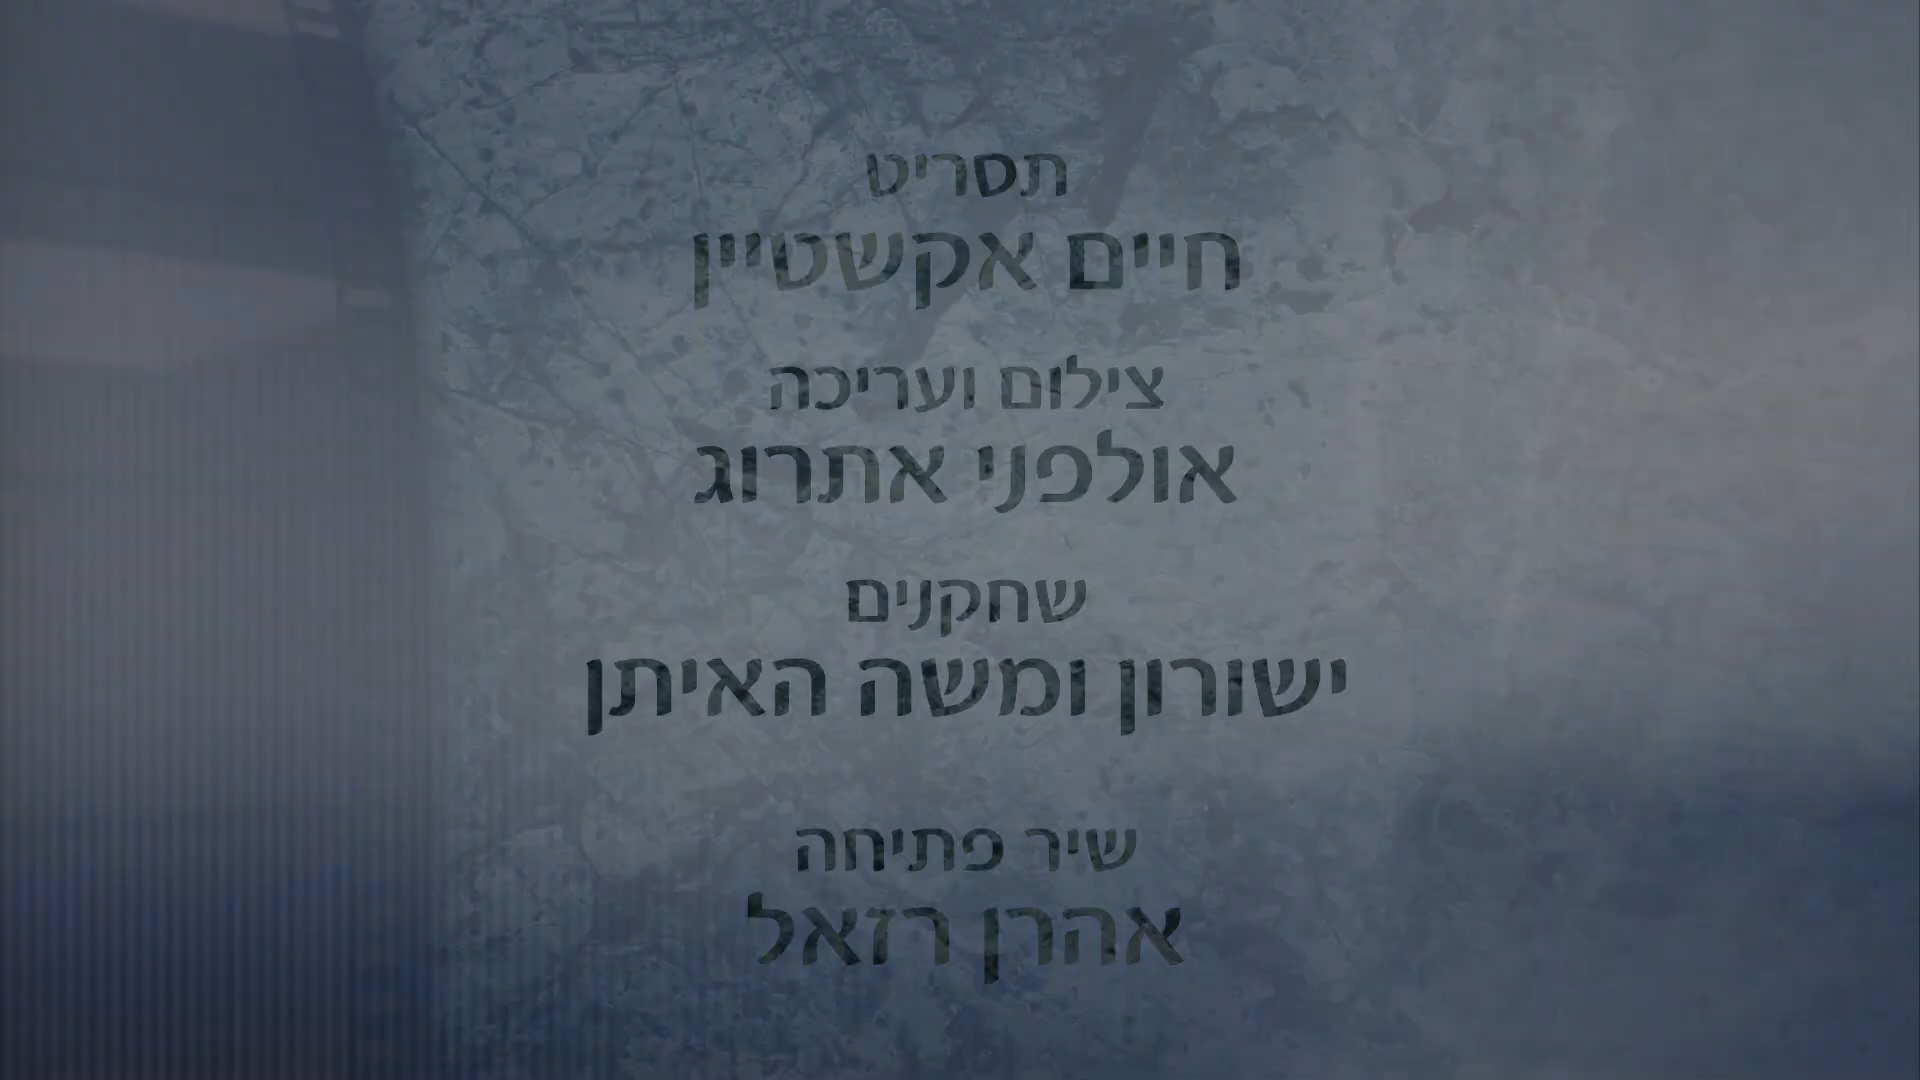 תסריט
חיים אקשטיין
צילום ועריכה
אולפני אתרוג
שחקנים
ישורון ומשה האיתן
שיר פתיחה
אהרן רזאל